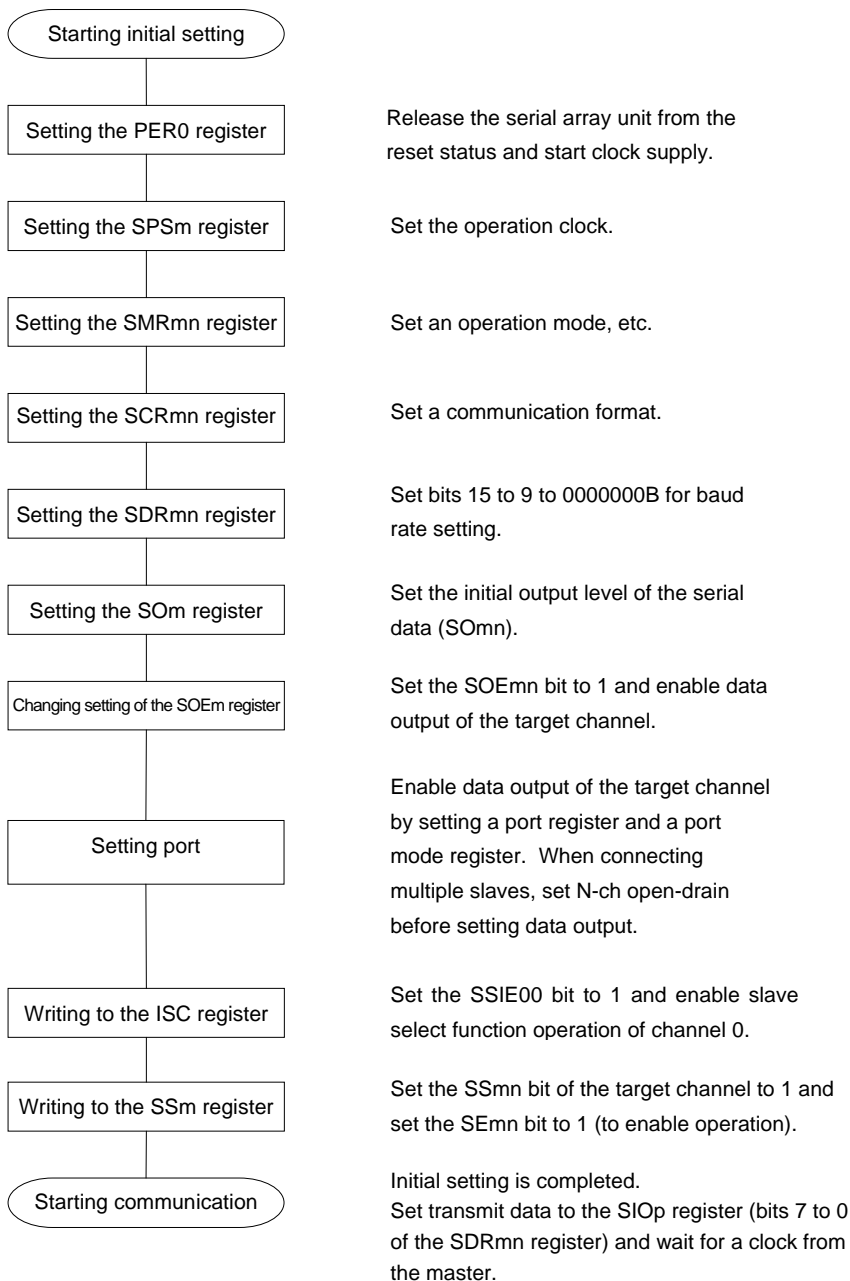 Starting initial setting
Setting the PER0 register
Release the serial array unit from the
reset status and start clock supply.
Setting the SPSm register
Set the operation clock.
Setting the SMRmn register
Set an operation mode, etc.
Setting the SCRmn register
Set a communication format.
Setting the SDRmn register
Set bits 15 to 9 to 0000000B for baud
rate setting.
Setting the SOm register
Set the initial output level of the serial
data (SOmn).
Changing setting of the SOEm register
Set the SOEmn bit to 1 and enable data
output of the target channel.
Setting port
Enable data output of the target channel
by setting a port register and a port
mode register. When connecting
multiple slaves, set N-ch open-drain
before setting data output.
Writing to the ISC register
Set the SSIE00 bit to 1 and enable slave
select function operation of channel 0.
Writing to the SSm register
Set the SSmn bit of the target channel to 1 and
set the SEmn bit to 1 (to enable operation).
Starting communication
Initial setting is completed.
Set transmit data to the SIOp register (bits 7 to 0
of the SDRmn register) and wait for a clock from
the master.